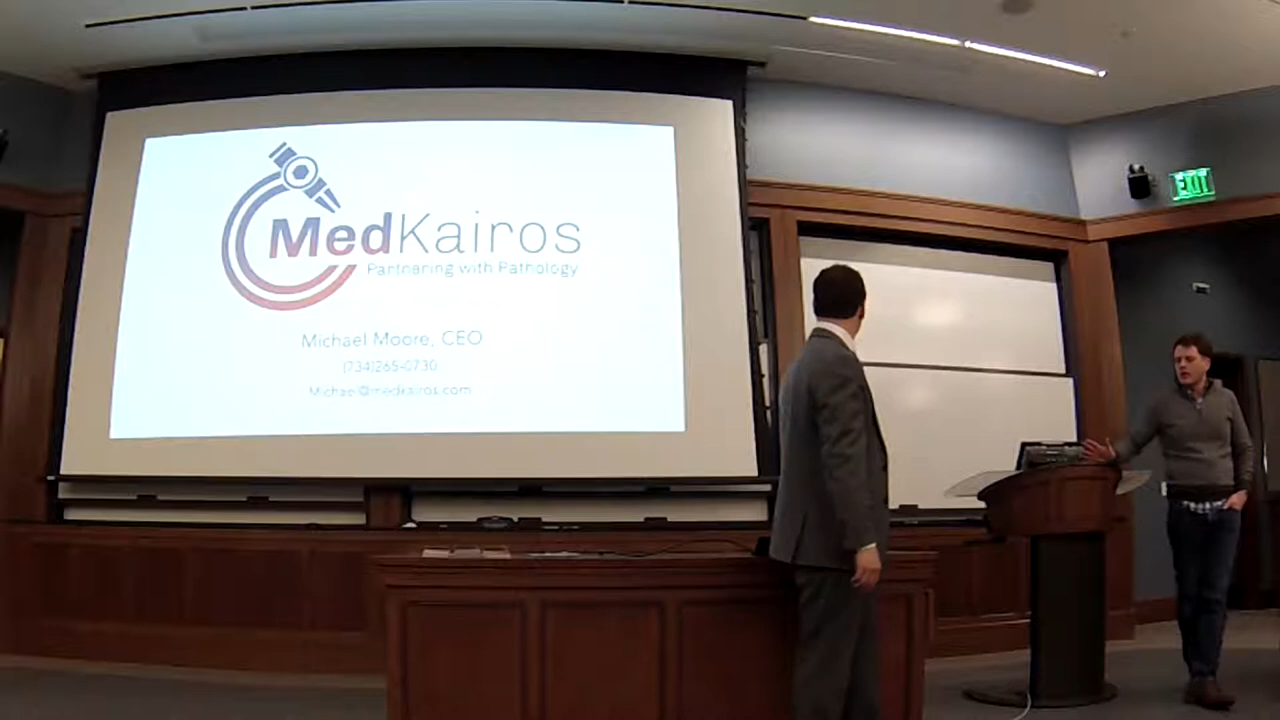 MedKairos
Partnering with Pathology
Michael Moore, CEO
(734)265-0730
Michael@medkairos.com
EXIT